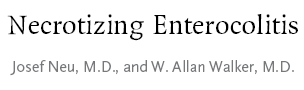 Necrotizing Enterocolitis
Josef Neu, M.D., and W. Allan Walker, M.D.